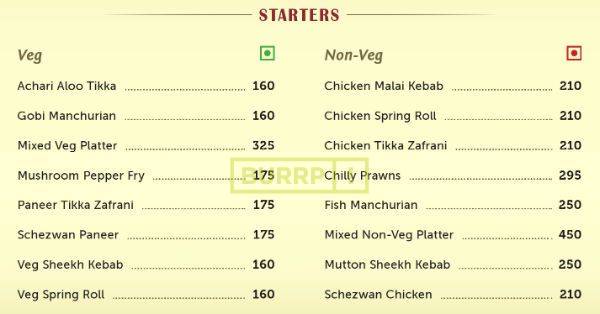 STARTERS
Veg
Achari Aloo Tikka 160
Gobi Manchurian 160
Mixed Veg Platter 325
Mushroom Pepper Fry 175
Paneer Tikka Zafrani 175
Schezwan Paneer 175
Veg Sheekh Kebab 160
Veg Spring Roll 160
Non-Veg
Chicken Malai Kebab 210
Chicken Spring Roll 210
Chicken Tikka Zafrani 210
Chilly Prawns 295
Fish Manchurian 250
Mixed Non-Veg Platter 450
Mutton Sheekh Kebab 250
Schezwan Chicken 210
BURRP